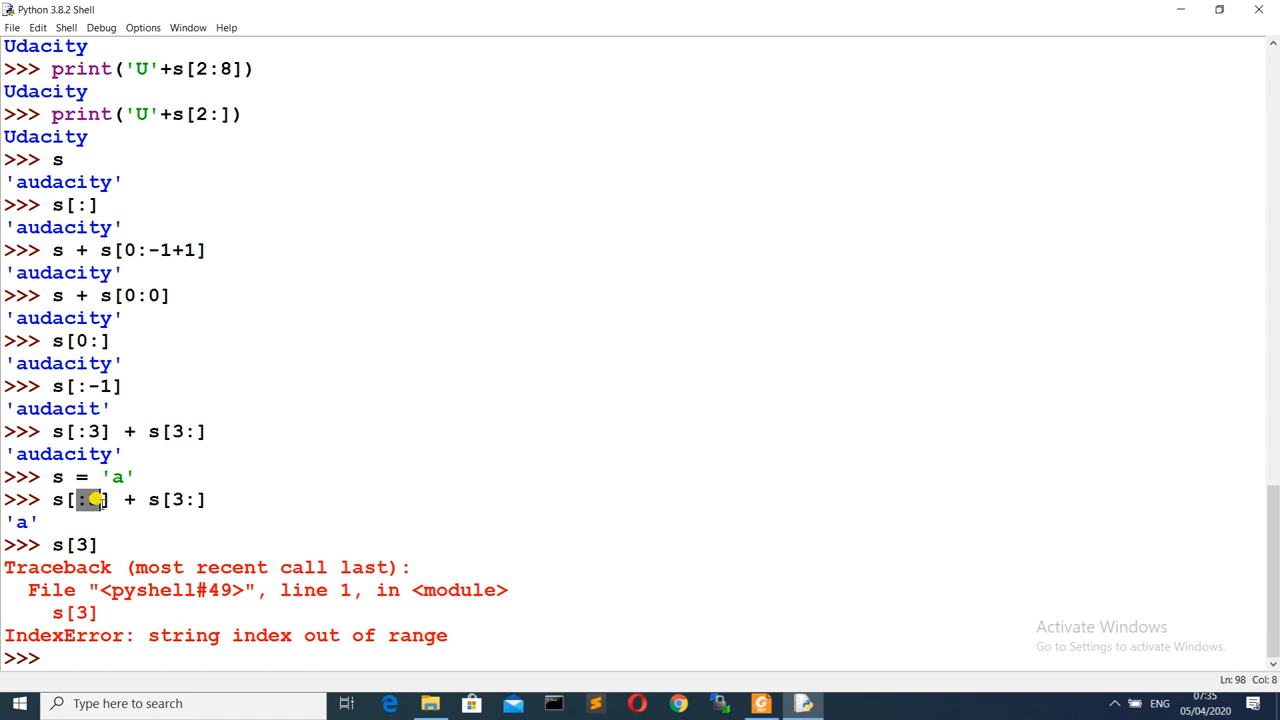 Python 3.8.2 Shell
File Edit Shell Debug Options Window Help
Udacity
>>> print('U'+s[2:8])
Udacity
>>> print('U'+s[2:])
Udacity
>>> s
'audacity'
>>> s[:]
'audacity'
>>> s + s[0:-1+1]
'audacity'
>>> s + s[0:0]
'audacity'
>>> s[0:]
'audacity'
>>> s[:-1]
'audacit'
>>> s[:3] + s[3:]
'audacity'
>>> s = 'a'
>>> s[:3] + s[3:]
'a'
>>> s[3]
Traceback (most recent call last):
  File "<pyshell#49>", line 1, in <module>
    s[3]
IndexError: string index out of range
>>>
Activate Windows
Go to Settings to activate Windows.
Ln: 98 Col: 8
Type here to search
ENG
07:35
05/04/2020